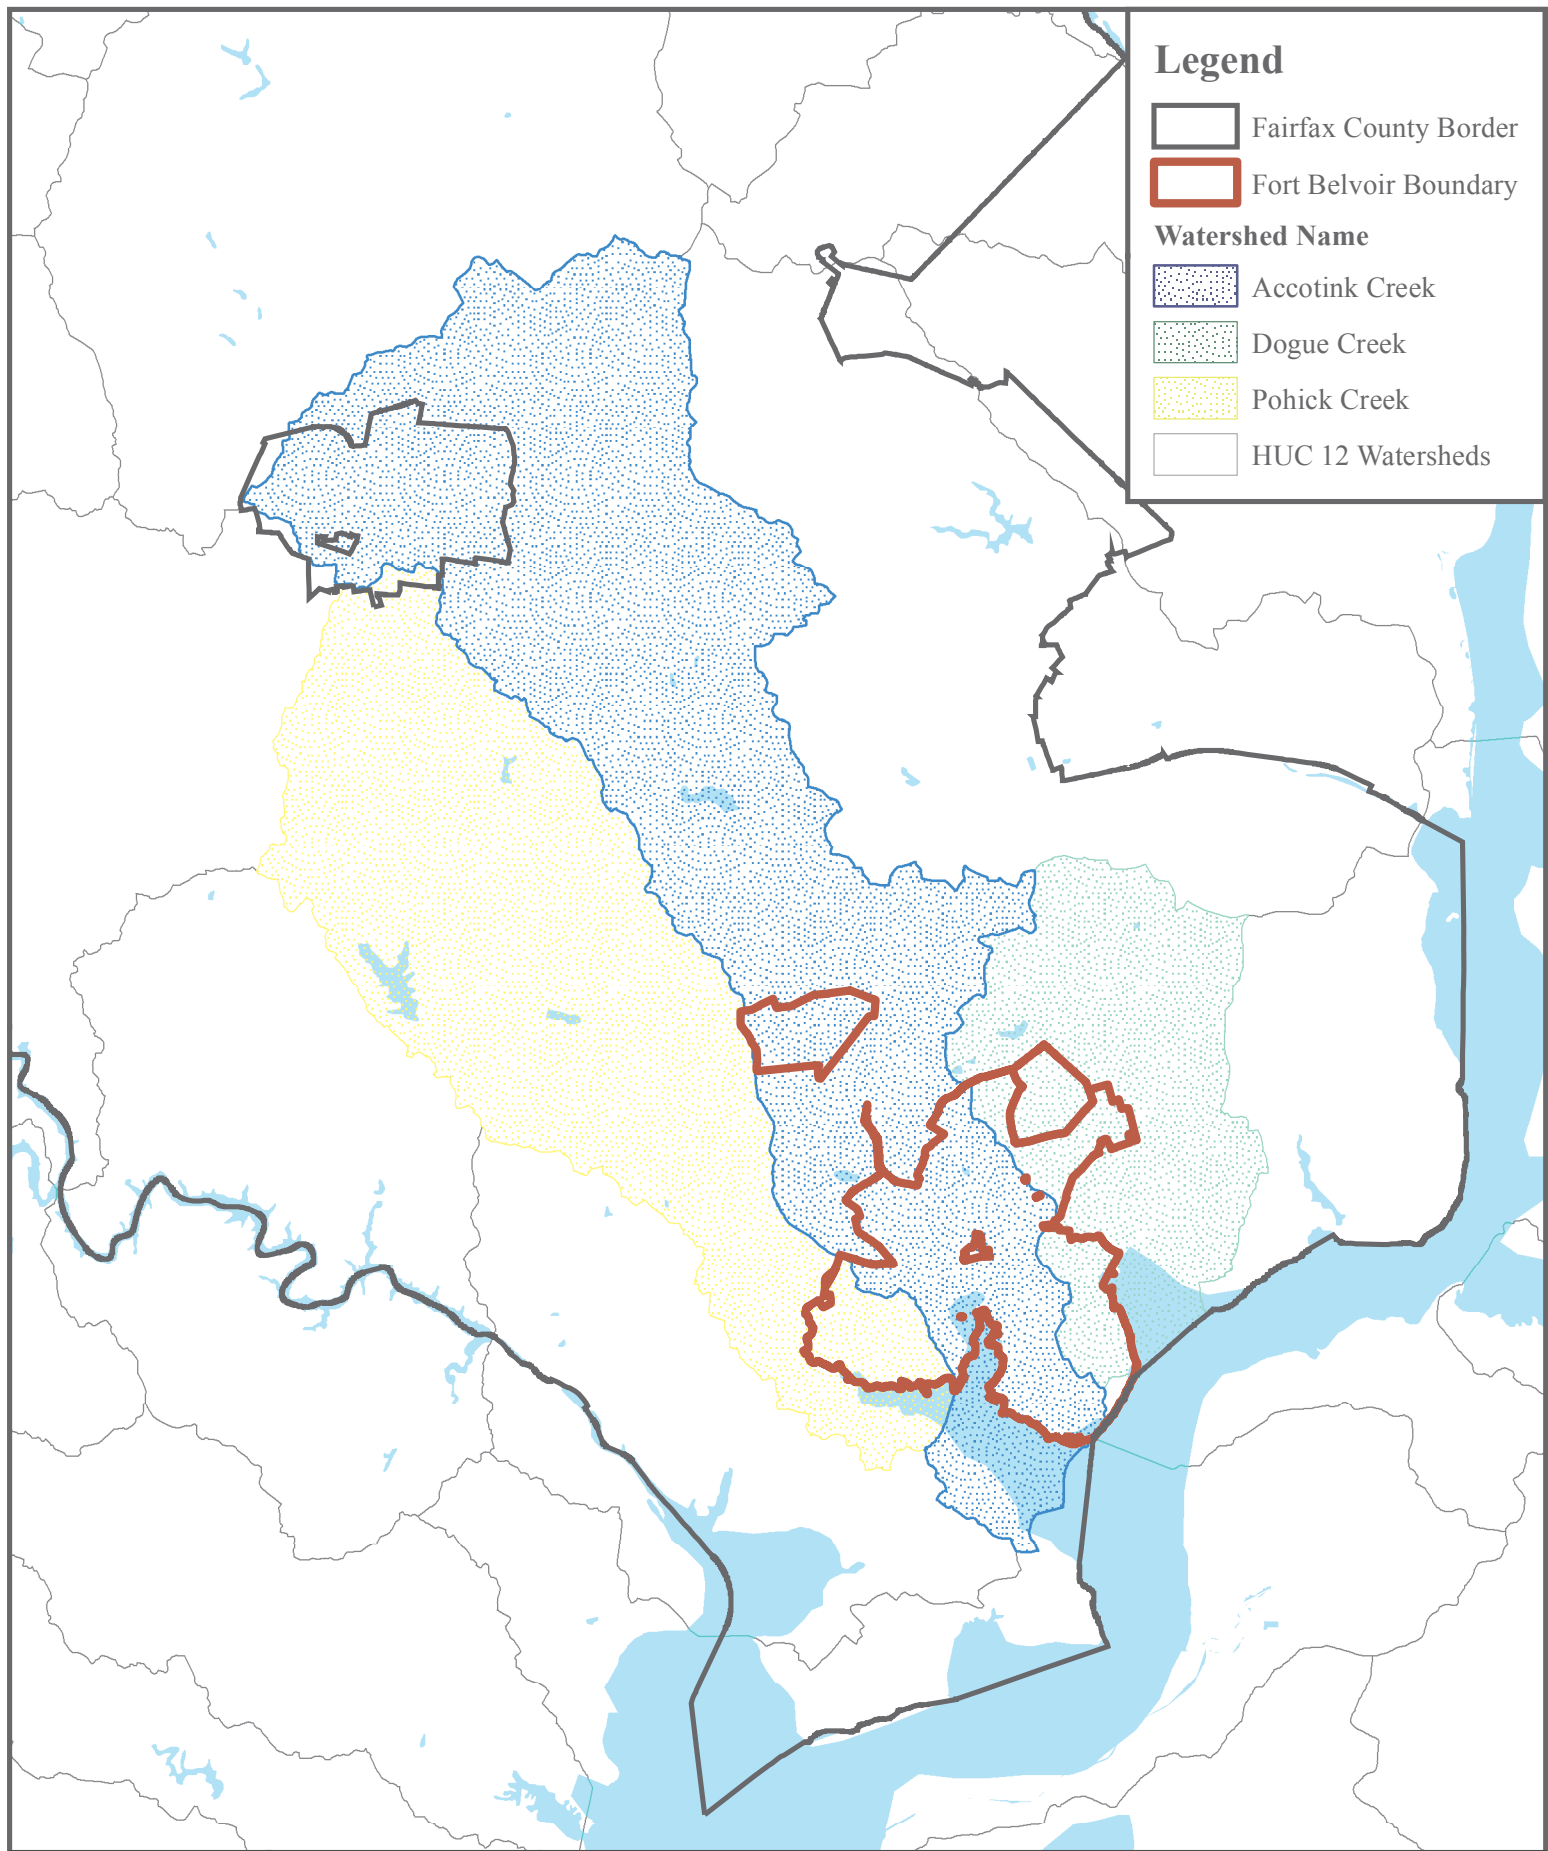 Legend
Fairfax County Border
Fort Belvoir Boundary
Watershed Name
Accotink Creek
Dogue Creek
Pohick Creek
HUC 12 Watersheds